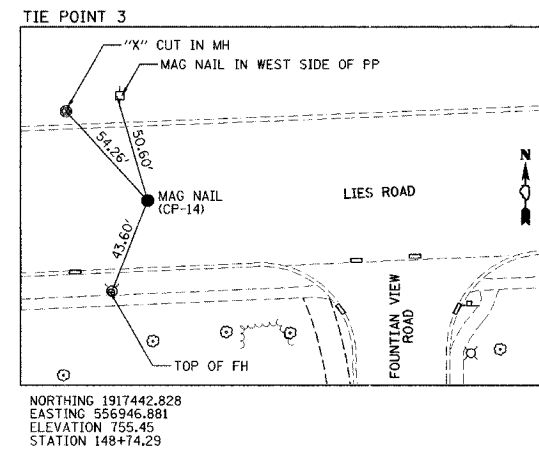 TIE POINT 3
"X" CUT IN MH
MAG NAIL IN WEST SIDE OF PP
54.26'
50.60'
N
MAG NAIL
(CP-14)
LIES ROAD
43.60'
FOUNTIAN VIEW
ROAD
TOP OF FH
NORTHING 1917442.828
EASTING 556946.881
ELEVATION 755.45
STATION 148+74.29